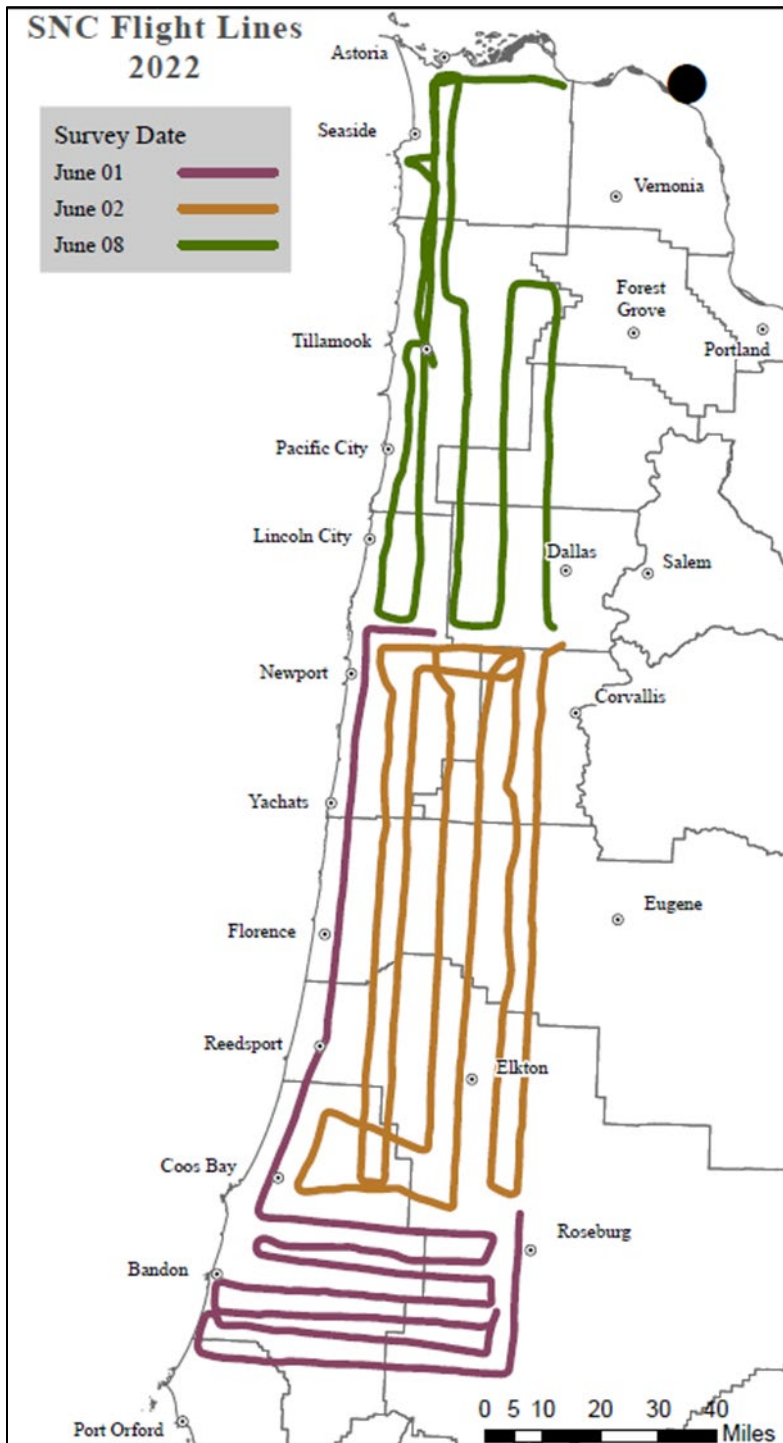 SNC Flight Lines
2022
Survey Date
June 01
June 02
June 08
Astoria
Seaside
Vernonia
Forest
Grove
Portland
Tillamook
Pacific City
Lincoln City
Dallas
Salem
Newport
Corvallis
Yachats
Eugene
Florence
Reedsport
Elkton
Coos Bay
Roseburg
Bandon
Port Orford
0 5 10 20 30 40
Miles